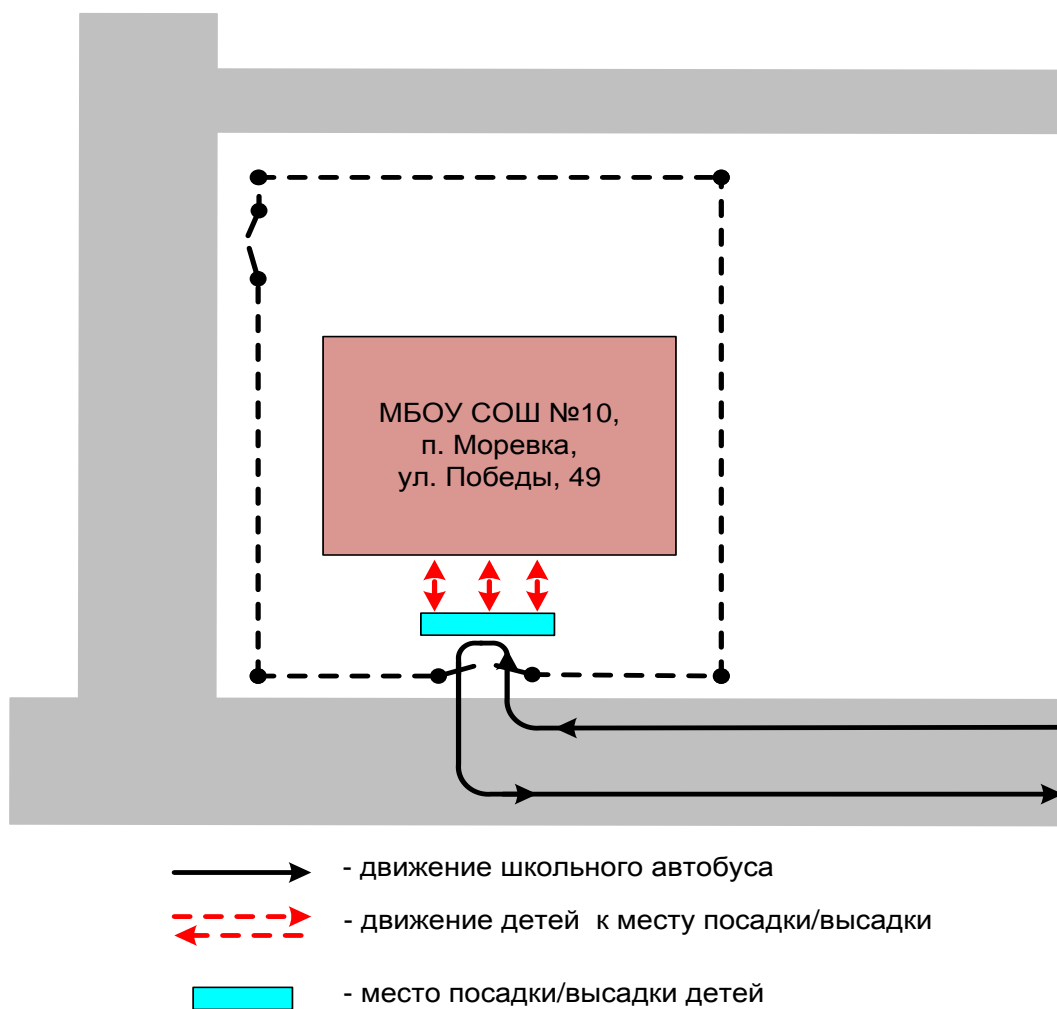 МБОУ СОШ №10,
п. Моревка,
ул. Победы, 49
- движение школьного автобуса
- движение детей к месту посадки/высадки
- место посадки/высадки детей